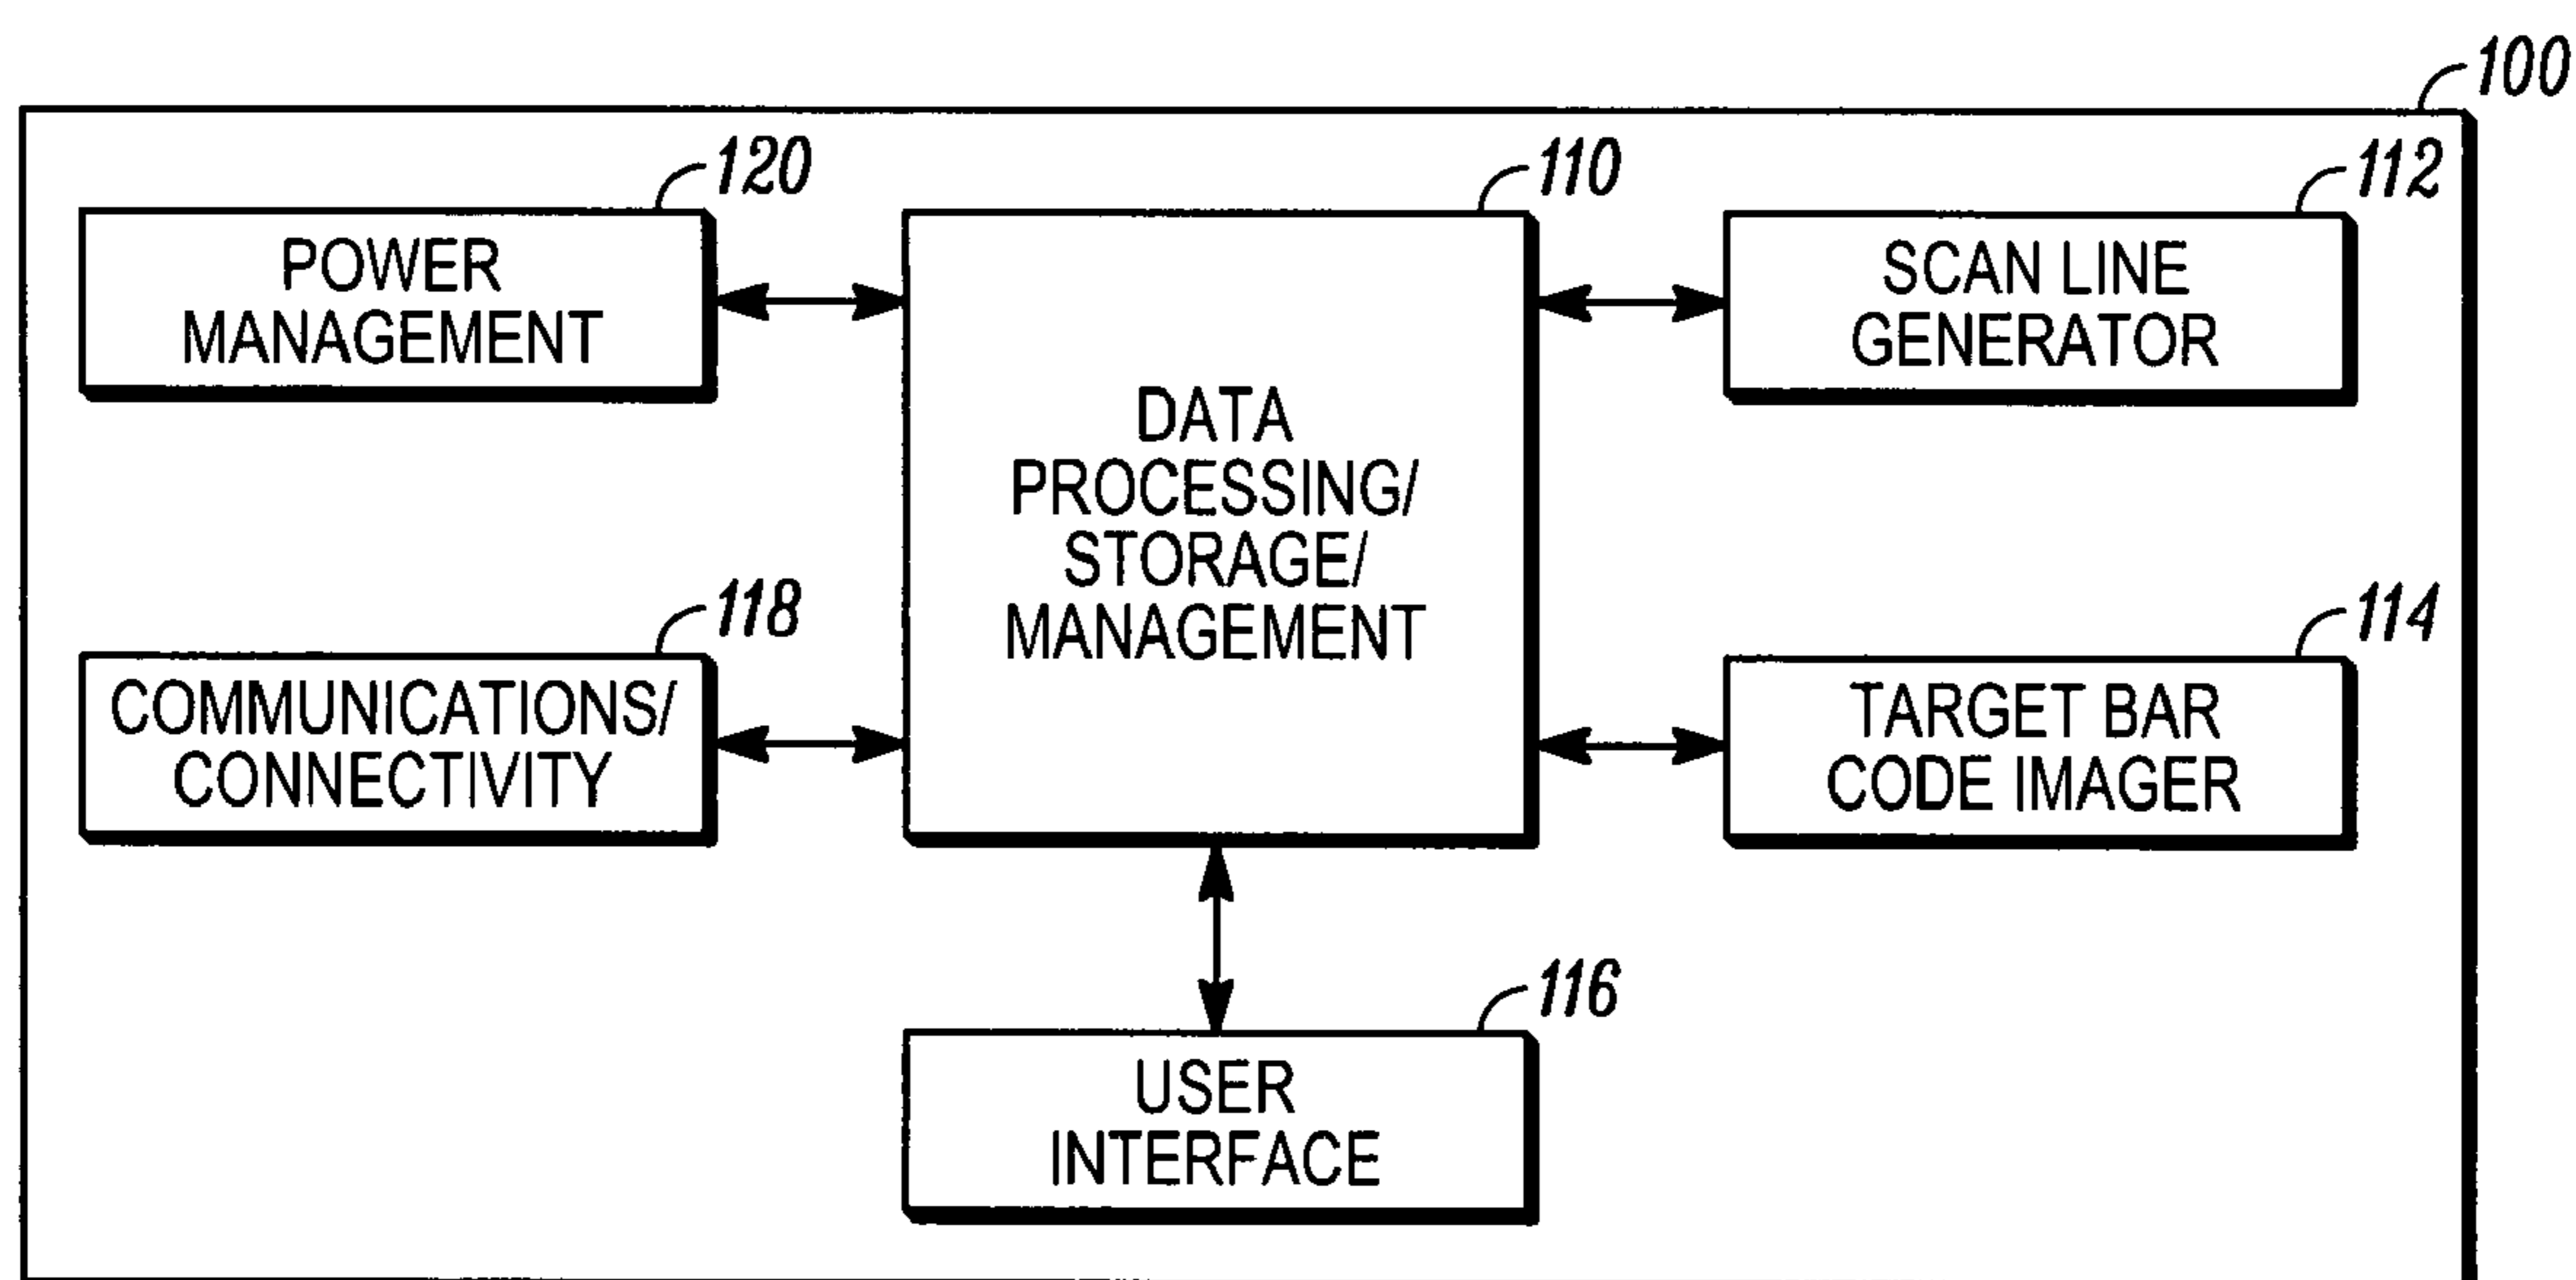 100
120
110
112
POWER
MANAGEMENT
SCAN LINE
GENERATOR
DATA
PROCESSING/
STORAGE/
MANAGEMENT
118
114
COMMUNICATIONS/
CONNECTIVITY
TARGET BAR
CODE IMAGER
116
USER
INTERFACE